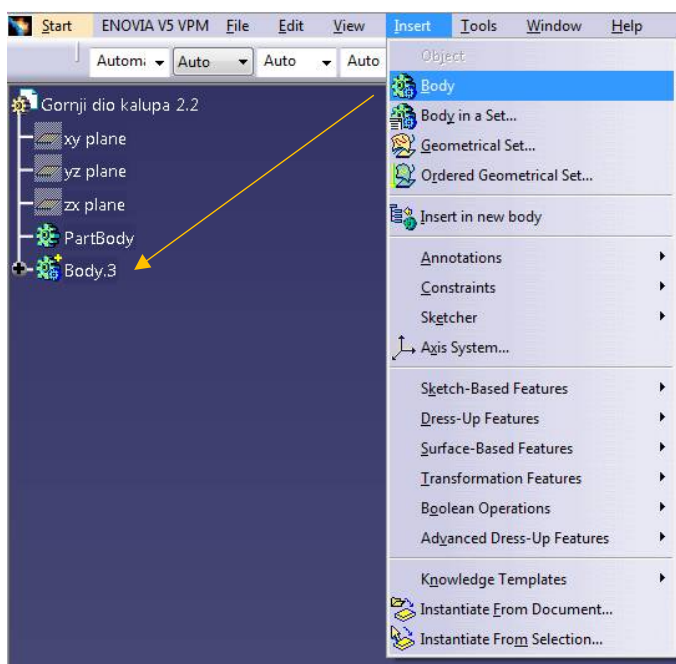 Start ENOVIA V5 VPM File Edit View Insert Tools Window Help
Automa Auto Auto Auto
Gornji dio kalupa 2.2
xy plane
yz plane
zx plane
PartBody
Body.3
Object
Body
Body in a Set...
Geometrical Set...
Ordered Geometrical Set...
Insert in new body
Annotations
Constraints
Sketcher
Axis System...
Sketch-Based Features
Dress-Up Features
Surface-Based Features
Transformation Features
Boolean Operations
Advanced Dress-Up Features
Knowledge Templates
Instantiate From Document...
Instantiate From Selection...